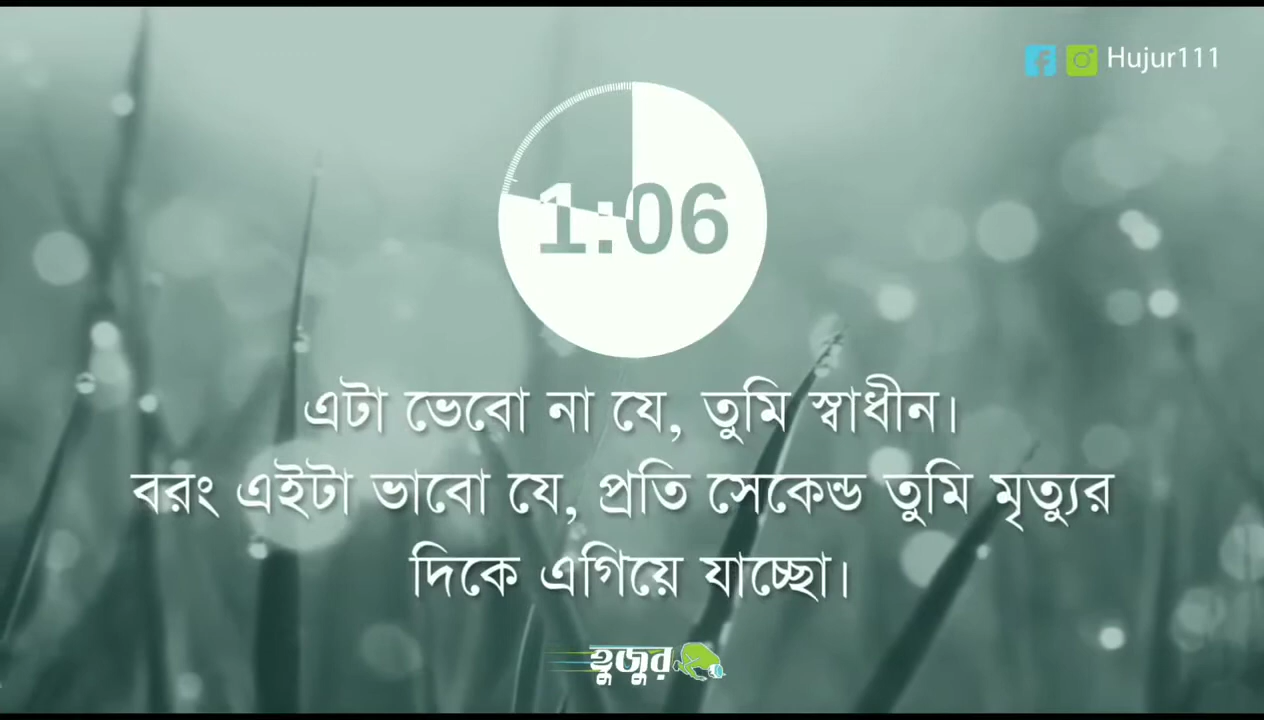 Hujur111
1:06
এটা ভেবো না যে, তুমি স্বাধীন।
বরং এইটা ভাবো যে, প্রতি সেকেন্ড তুমি মৃত্যুর
দিকে এগিয়ে যাচ্ছো।
হুজুর